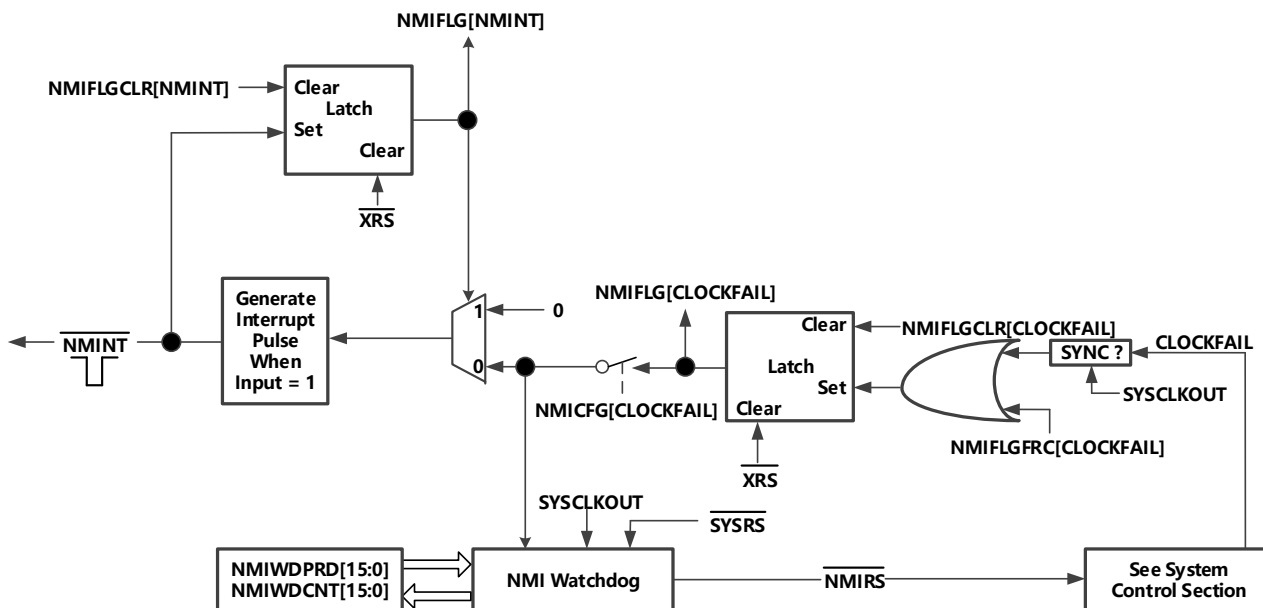 NMIFLG[NMINT]
NMIFLGCLR[NMINT]
Clear
Latch
Set
Clear
XRS
Generate
Interrupt
Pulse
When
Input = 1
NMINT
1
0
0
NMIFLG[CLOCKFAIL]
NMICFG[CLOCKFAIL]
Clear
Latch
Set
Clear
XRS
NMIFLGCLR[CLOCKFAIL]
CLOCKFAIL
SYNC ?
SYSCLKOUT
NMIFLGFRC[CLOCKFAIL]
SYSCLKOUT
SYSRS
NMIWDPRD[15:0]
NMIWDCNT[15:0]
NMI Watchdog
NMIRS
See System
Control Section